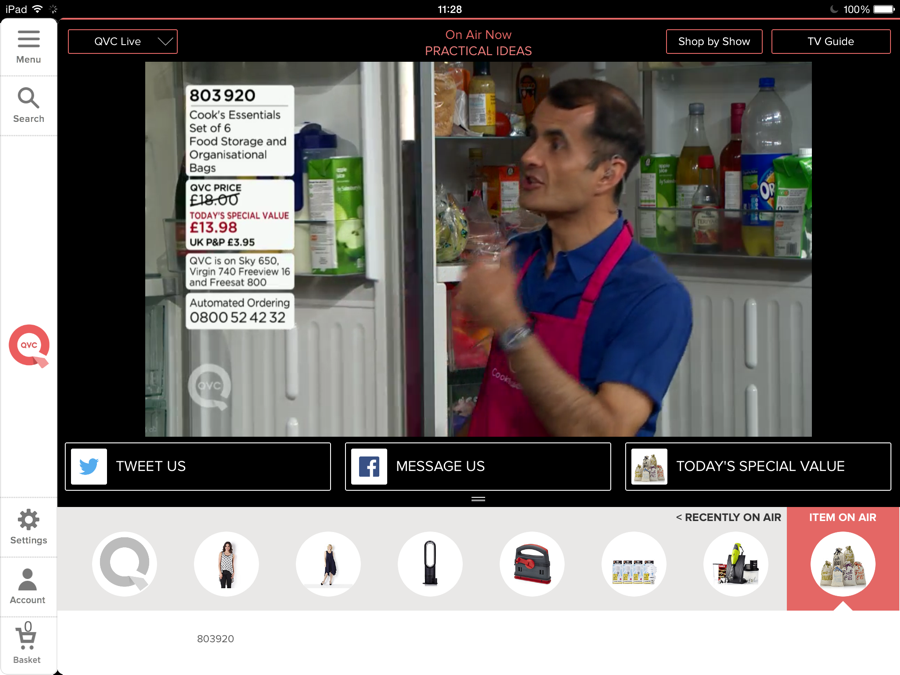 iPad
11:28
100%
Menu
Search
QVC
Settings
Account
0
Basket
QVC Live
On Air Now
PRACTICAL IDEAS
Shop by Show
TV Guide
803 920
Cook's Essentials
Set of 6
Food Storage and
Organisational
Bags
QVC PRICE
£18.00
TODAY'S SPECIAL VALUE
£13.98
UK P&P £3.95
QVC is on Sky 650,
Virgin 740 Freeview 16
and Freesat 800
Automated Ordering
0800 52 42 32
QVC
TWEET US
MESSAGE US
TODAY'S SPECIAL VALUE
< RECENTLY ON AIR
ITEM ON AIR
803920